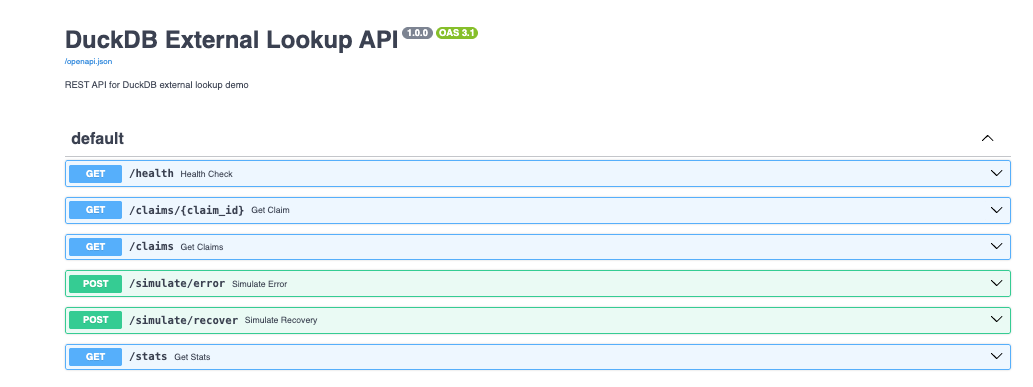 DuckDB External Lookup API 1.0.0 OAS 3.1
/openapi.json
REST API for DuckDB external lookup demo
default
GET /health Health Check
GET /claims/{claim_id} Get Claim
GET /claims Get Claims
POST /simulate/error Simulate Error
POST /simulate/recover Simulate Recovery
GET /stats Get Stats